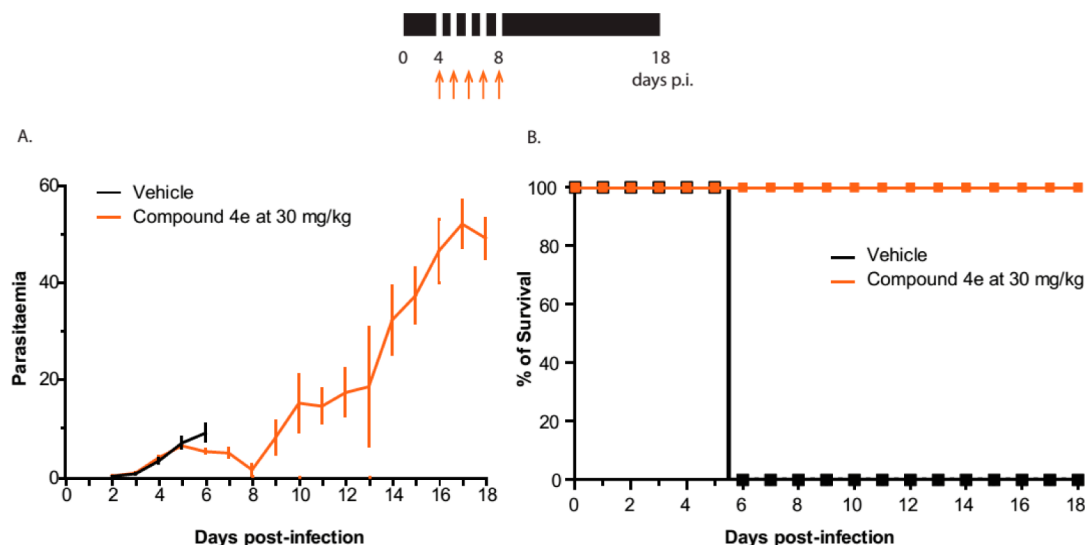 0 4 8 18
days p.i.
A.
60
40
20
0
Parasitaemia
Vehicle
Compound 4e at 30 mg/kg
0 2 4 6 8 10 12 14 16 18
Days post-infection
B.
100
80
60
40
20
0
% of Survival
Vehicle
Compound 4e at 30 mg/kg
0 2 4 6 8 10 12 14 16 18
Days post-infection